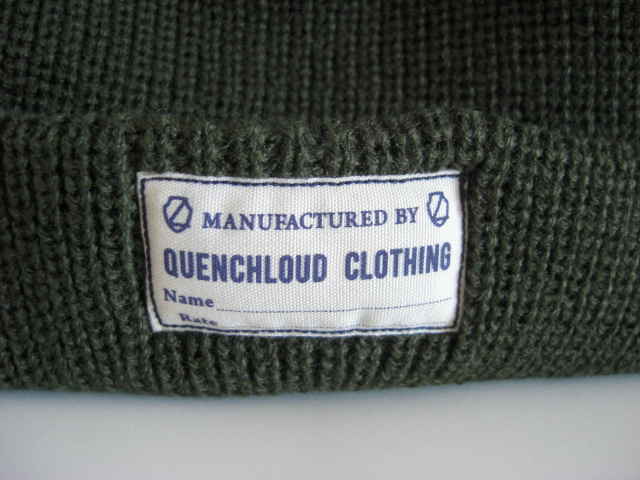 MANUFACTURED BY
QUENCHLOUD CLOTHING
Name
Rate